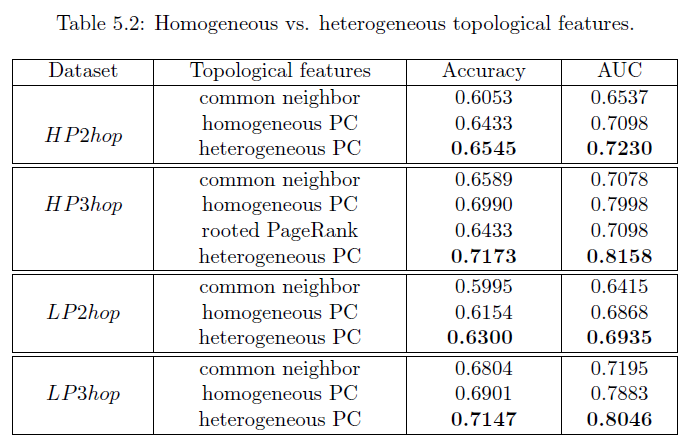 Table 5.2: Homogeneous vs. heterogeneous topological features.
Dataset Topological features Accuracy AUC
HP2hop
common neighbor 0.6053 0.6537
homogeneous PC 0.6433 0.7098
heterogeneous PC 0.6545 0.7230
HP3hop
common neighbor 0.6589 0.7078
homogeneous PC 0.6990 0.7998
rooted PageRank 0.6433 0.7098
heterogeneous PC 0.7173 0.8158
LP2hop
common neighbor 0.5995 0.6415
homogeneous PC 0.6154 0.6868
heterogeneous PC 0.6300 0.6935
LP3hop
common neighbor 0.6804 0.7195
homogeneous PC 0.6901 0.7883
heterogeneous PC 0.7147 0.8046